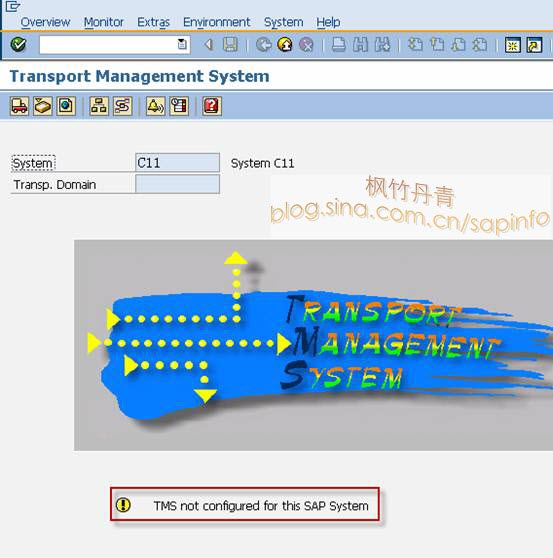 Overview Monitor Extras Environment System Help
Transport Management System
System C11 System C11
Transp. Domain
枫竹丹青
blog.sina.com.cn/sapinfo
TRANSPORT
MANAGEMENT
SYSTEM
TMS not configured for this SAP System